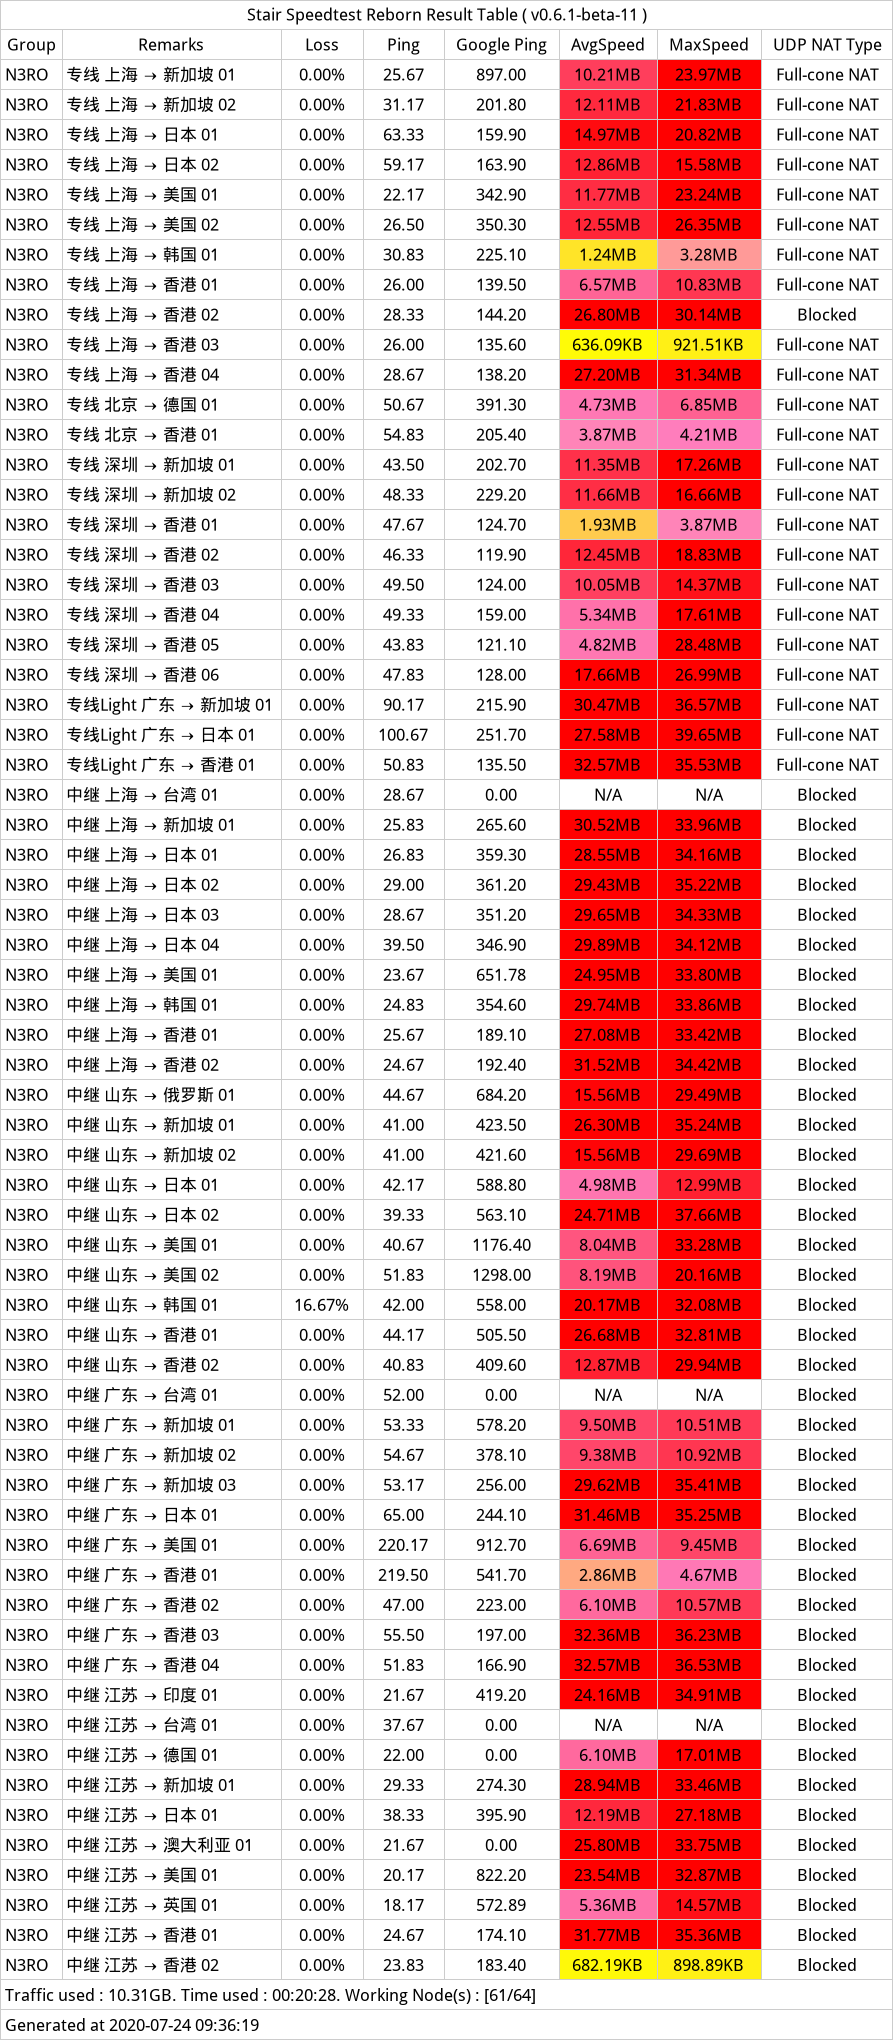 Stair Speedtest Reborn Result Table ( v0.6.1-beta-11 )
Group Remarks Loss Ping Google Ping AvgSpeed MaxSpeed UDP NAT Type
N3RO 专线 上海 → 新加坡 01 0.00% 25.67 897.00 10.21MB 23.97MB Full-cone NAT
N3RO 专线 上海 → 新加坡 02 0.00% 31.17 201.80 12.11MB 21.83MB Full-cone NAT
N3RO 专线 上海 → 日本 01 0.00% 63.33 159.90 14.97MB 20.82MB Full-cone NAT
N3RO 专线 上海 → 日本 02 0.00% 59.17 163.90 12.86MB 15.58MB Full-cone NAT
N3RO 专线 上海 → 美国 01 0.00% 22.17 342.90 11.77MB 23.24MB Full-cone NAT
N3RO 专线 上海 → 美国 02 0.00% 26.50 350.30 12.55MB 26.35MB Full-cone NAT
N3RO 专线 上海 → 韩国 01 0.00% 30.83 225.10 1.24MB 3.28MB Full-cone NAT
N3RO 专线 上海 → 香港 01 0.00% 26.00 139.50 6.57MB 10.83MB Full-cone NAT
N3RO 专线 上海 → 香港 02 0.00% 28.33 144.20 26.80MB 30.14MB Blocked
N3RO 专线 上海 → 香港 03 0.00% 26.00 135.60 636.09KB 921.51KB Full-cone NAT
N3RO 专线 上海 → 香港 04 0.00% 28.67 138.20 27.20MB 31.34MB Full-cone NAT
N3RO 专线 北京 → 德国 01 0.00% 50.67 391.30 4.73MB 6.85MB Full-cone NAT
N3RO 专线 北京 → 香港 01 0.00% 54.83 205.40 3.87MB 4.21MB Full-cone NAT
N3RO 专线 深圳 → 新加坡 01 0.00% 43.50 202.70 11.35MB 17.26MB Full-cone NAT
N3RO 专线 深圳 → 新加坡 02 0.00% 48.33 229.20 11.66MB 16.66MB Full-cone NAT
N3RO 专线 深圳 → 香港 01 0.00% 47.67 124.70 1.93MB 3.87MB Full-cone NAT
N3RO 专线 深圳 → 香港 02 0.00% 46.33 119.90 12.45MB 18.83MB Full-cone NAT
N3RO 专线 深圳 → 香港 03 0.00% 49.50 124.00 10.05MB 14.37MB Full-cone NAT
N3RO 专线 深圳 → 香港 04 0.00% 49.33 159.00 5.34MB 17.61MB Full-cone NAT
N3RO 专线 深圳 → 香港 05 0.00% 43.83 121.10 4.82MB 28.48MB Full-cone NAT
N3RO 专线 深圳 → 香港 06 0.00% 47.83 128.00 17.66MB 26.99MB Full-cone NAT
N3RO 专线Light 广东 → 新加坡 01 0.00% 90.17 215.90 30.47MB 36.57MB Full-cone NAT
N3RO 专线Light 广东 → 日本 01 0.00% 100.67 251.70 27.58MB 39.65MB Full-cone NAT
N3RO 专线Light 广东 → 香港 01 0.00% 50.83 135.50 32.57MB 35.53MB Full-cone NAT
N3RO 中继 上海 → 台湾 01 0.00% 28.67 0.00 N/A N/A Blocked
N3RO 中继 上海 → 新加坡 01 0.00% 25.83 265.60 30.52MB 33.96MB Blocked
N3RO 中继 上海 → 日本 01 0.00% 26.83 359.30 28.55MB 34.16MB Blocked
N3RO 中继 上海 → 日本 02 0.00% 29.00 361.20 29.43MB 35.22MB Blocked
N3RO 中继 上海 → 日本 03 0.00% 28.67 351.20 29.65MB 34.33MB Blocked
N3RO 中继 上海 → 日本 04 0.00% 39.50 346.90 29.89MB 34.12MB Blocked
N3RO 中继 上海 → 美国 01 0.00% 23.67 651.78 24.95MB 33.80MB Blocked
N3RO 中继 上海 → 韩国 01 0.00% 24.83 354.60 29.74MB 33.86MB Blocked
N3RO 中继 上海 → 香港 01 0.00% 25.67 189.10 27.08MB 33.42MB Blocked
N3RO 中继 上海 → 香港 02 0.00% 24.67 192.40 31.52MB 34.42MB Blocked
N3RO 中继 山东 → 俄罗斯 01 0.00% 44.67 684.20 15.56MB 29.49MB Blocked
N3RO 中继 山东 → 新加坡 01 0.00% 41.00 423.50 26.30MB 35.24MB Blocked
N3RO 中继 山东 → 新加坡 02 0.00% 41.00 421.60 15.56MB 29.69MB Blocked
N3RO 中继 山东 → 日本 01 0.00% 42.17 588.80 4.98MB 12.99MB Blocked
N3RO 中继 山东 → 日本 02 0.00% 39.33 563.10 24.71MB 37.66MB Blocked
N3RO 中继 山东 → 美国 01 0.00% 40.67 1176.40 8.04MB 33.28MB Blocked
N3RO 中继 山东 → 美国 02 0.00% 51.83 1298.00 8.19MB 20.16MB Blocked
N3RO 中继 山东 → 韩国 01 16.67% 42.00 558.00 20.17MB 32.08MB Blocked
N3RO 中继 山东 → 香港 01 0.00% 44.17 505.50 26.68MB 32.81MB Blocked
N3RO 中继 山东 → 香港 02 0.00% 40.83 409.60 12.87MB 29.94MB Blocked
N3RO 中继 广东 → 台湾 01 0.00% 52.00 0.00 N/A N/A Blocked
N3RO 中继 广东 → 新加坡 01 0.00% 53.33 578.20 9.50MB 10.51MB Blocked
N3RO 中继 广东 → 新加坡 02 0.00% 54.67 378.10 9.38MB 10.92MB Blocked
N3RO 中继 广东 → 新加坡 03 0.00% 53.17 256.00 29.62MB 35.41MB Blocked
N3RO 中继 广东 → 日本 01 0.00% 65.00 244.10 31.46MB 35.25MB Blocked
N3RO 中继 广东 → 美国 01 0.00% 220.17 912.70 6.69MB 9.45MB Blocked
N3RO 中继 广东 → 香港 01 0.00% 219.50 541.70 2.86MB 4.67MB Blocked
N3RO 中继 广东 → 香港 02 0.00% 47.00 223.00 6.10MB 10.57MB Blocked
N3RO 中继 广东 → 香港 03 0.00% 55.50 197.00 32.36MB 36.23MB Blocked
N3RO 中继 广东 → 香港 04 0.00% 51.83 166.90 32.57MB 36.53MB Blocked
N3RO 中继 江苏 → 印度 01 0.00% 21.67 419.20 24.16MB 34.91MB Blocked
N3RO 中继 江苏 → 台湾 01 0.00% 37.67 0.00 N/A N/A Blocked
N3RO 中继 江苏 → 德国 01 0.00% 22.00 0.00 6.10MB 17.01MB Blocked
N3RO 中继 江苏 → 新加坡 01 0.00% 29.33 274.30 28.94MB 33.46MB Blocked
N3RO 中继 江苏 → 日本 01 0.00% 38.33 395.90 12.19MB 27.18MB Blocked
N3RO 中继 江苏 → 澳大利亚 01 0.00% 21.67 0.00 25.80MB 33.75MB Blocked
N3RO 中继 江苏 → 美国 01 0.00% 20.17 822.20 23.54MB 32.87MB Blocked
N3RO 中继 江苏 → 英国 01 0.00% 18.17 572.89 5.36MB 14.57MB Blocked
N3RO 中继 江苏 → 香港 01 0.00% 24.67 174.10 31.77MB 35.36MB Blocked
N3RO 中继 江苏 → 香港 02 0.00% 23.83 183.40 682.19KB 898.89KB Blocked
Traffic used : 10.31GB. Time used : 00:20:28. Working Node(s) : [61/64]
Generated at 2020-07-24 09:36:19